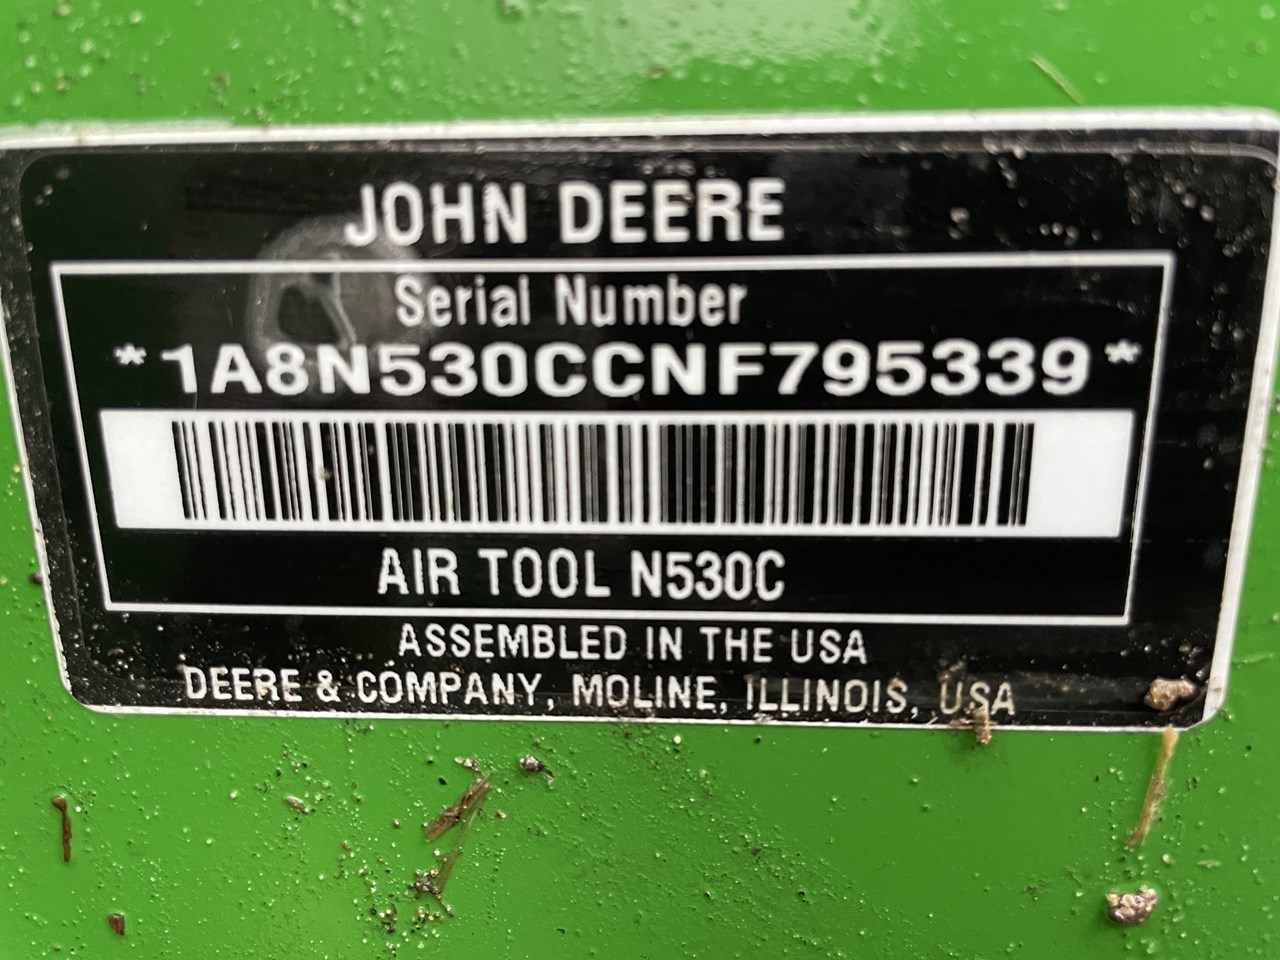 JOHN DEERE
Serial Number
*1A8N530CCNF795339*
AIR TOOL N530C
ASSEMBLED IN THE USA
DEERE & COMPANY, MOLINE, ILLINOIS, USA